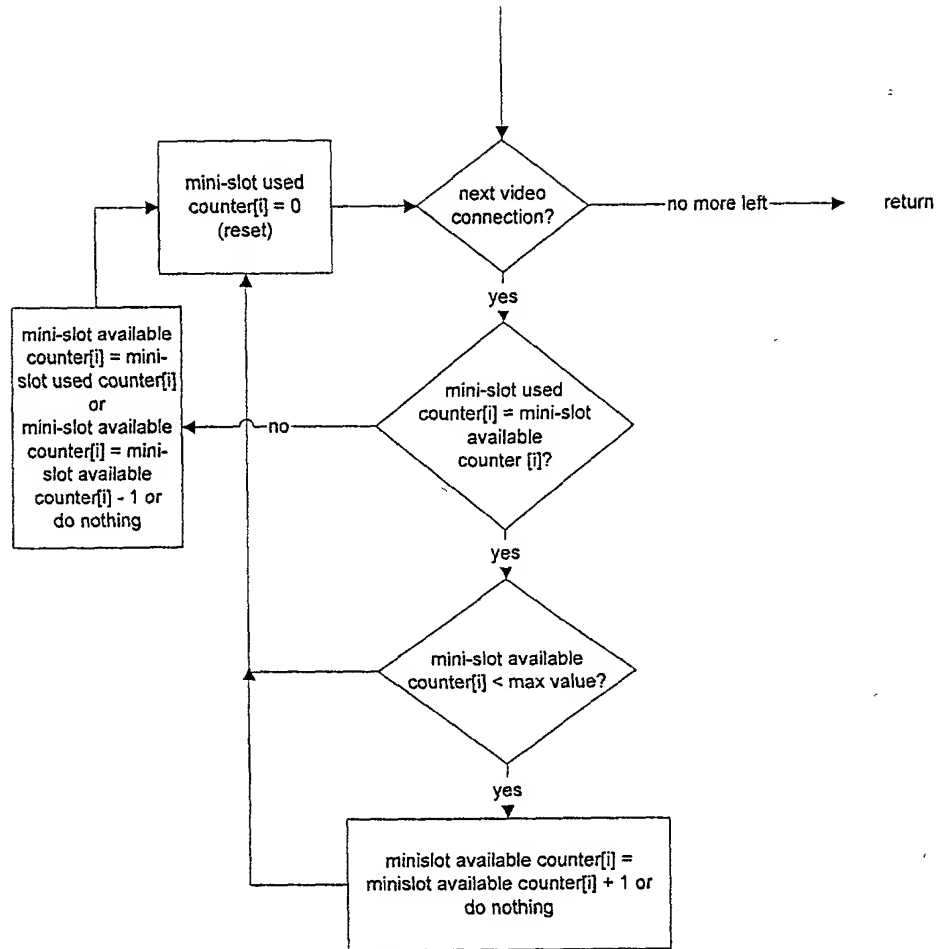 mini-slot used
counter[i] = 0
(reset)
next video
connection?
no more left
return
yes
mini-slot available
counter[i] = mini-
slot used counter[i]
or
mini-slot available
counter[i] = mini-
slot available
counter[i] - 1 or
do nothing
no
mini-slot used
counter[i] = mini-slot
available
counter [i]?
yes
mini-slot available
counter[i] < max value?
yes
minislot available counter[i] =
minislot available counter[i] + 1 or
do nothing